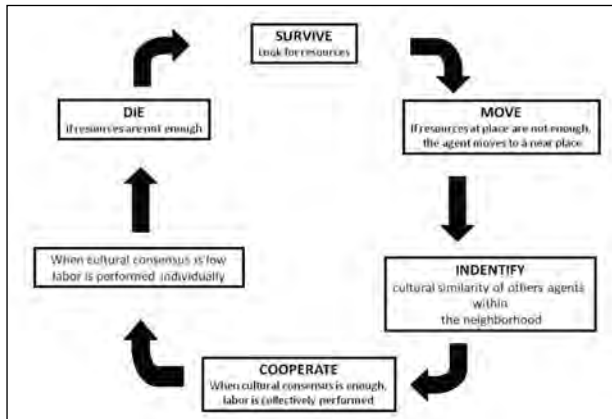 SURVIVE
Look for resources
MOVE
If resources at place are not enough,
the agent moves to a near place
INDENTIFY
cultural similarity of others agents
within
the neighborhood
COOPERATE
When cultural consensus is enough,
labor is collectively performed
When cultural consensus is low
labor is performed individually
DIE
if resources are not enough